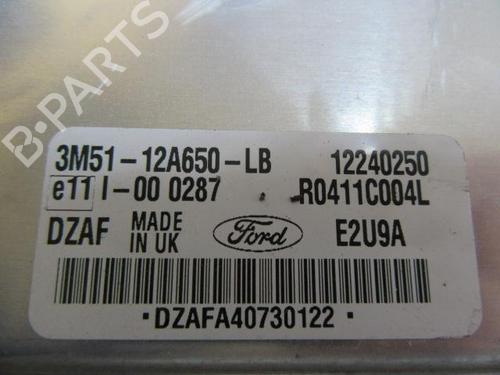 B-PARTS
3M51-12A650-LB 12240250
e11 I-00 0287 R0411C004L
DZAF MADE IN UK Ford E2U9A
DZAFA40730122